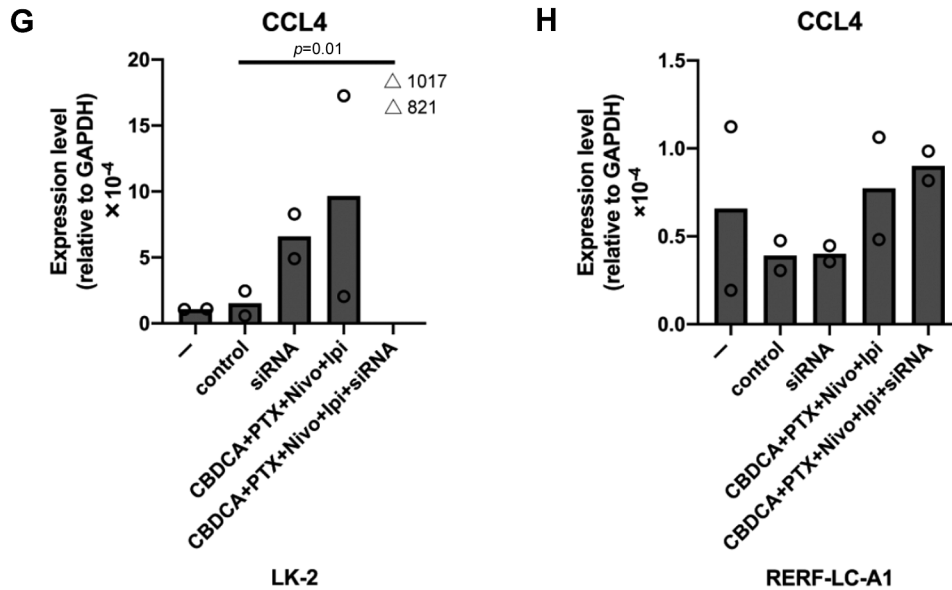 G
CCL4
p=0.01
△ 1017
△ 821
20
15
10
5
0
Expression level
(relative to GAPDH)
×10-4
—
control
siRNA
CBDCA+PTX+Nivo+Ipi
CBDCA+PTX+Nivo+Ipi+siRNA
LK-2
H
CCL4
1.5
1.0
0.5
0.0
Expression level
(relative to GAPDH)
×10-4
—
control
siRNA
CBDCA+PTX+Nivo+Ipi
CBDCA+PTX+Nivo+Ipi+siRNA
RERF-LC-A1